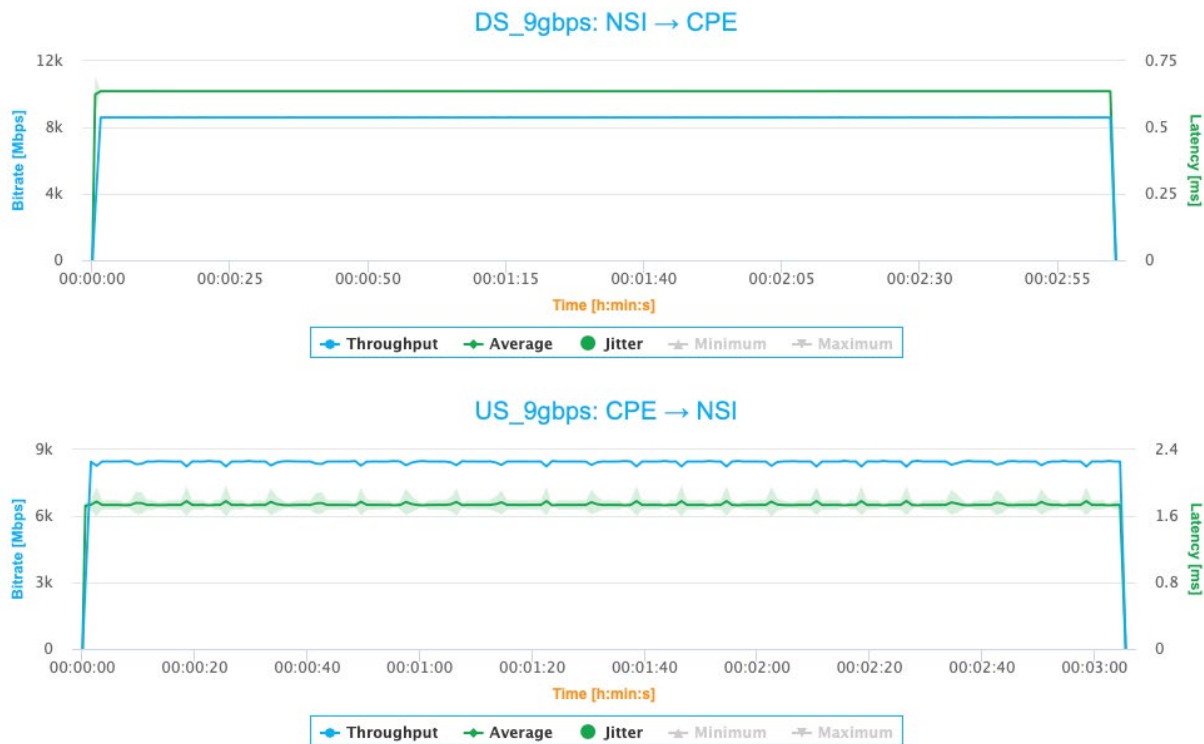 DS_9gbps: NSI → CPE
12k 0.75
8k 0.5
4k 0.25
0 0
Bitrate [Mbps]
Latency [ms]
00:00:00 00:00:25 00:00:50 00:01:15 00:01:40 00:02:05 00:02:30 00:02:55
Time [h:min:s]
Throughput Average Jitter Minimum Maximum
US_9gbps: CPE → NSI
9k 2.4
6k 1.6
3k 0.8
0 0
Bitrate [Mbps]
Latency [ms]
00:00:00 00:00:20 00:00:40 00:01:00 00:01:20 00:01:40 00:02:00 00:02:20 00:02:40 00:03:00
Time [h:min:s]
Throughput Average Jitter Minimum Maximum